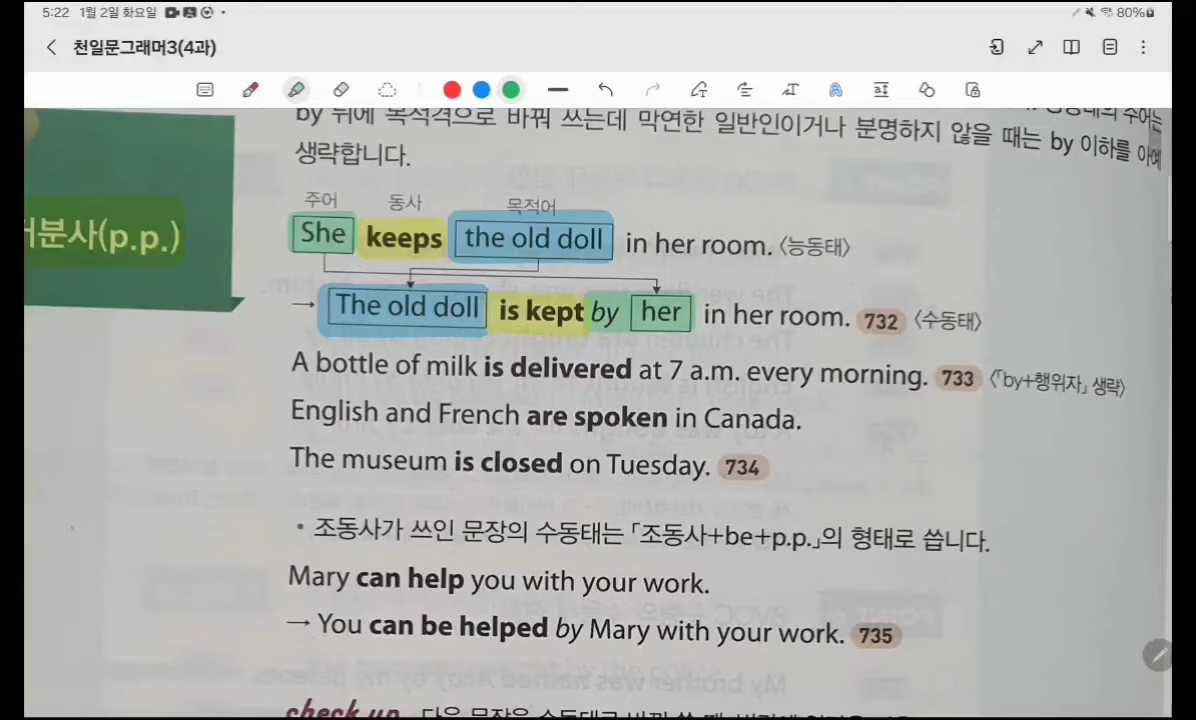 5:22 1월 2일 화요일
80%
천일문그래머3(4과)
by 뒤에 목적격으로 바꿔 쓰는데 막연한 일반인이거나 분명하지 않을 때는 by 이하를 아예
생략합니다.
주어 동사 목적어
분사(p.p.)
She keeps the old doll in her room. 〈능동태〉
→ The old doll is kept by her in her room. 732 〈수동태〉
A bottle of milk is delivered at 7 a.m. every morning. 733 〈「by+행위자」 생략〉
English and French are spoken in Canada.
The museum is closed on Tuesday. 734
• 조동사가 쓰인 문장의 수동태는 「조동사+be+p.p.」의 형태로 씁니다.
Mary can help you with your work.
→ You can be helped by Mary with your work. 735
check up